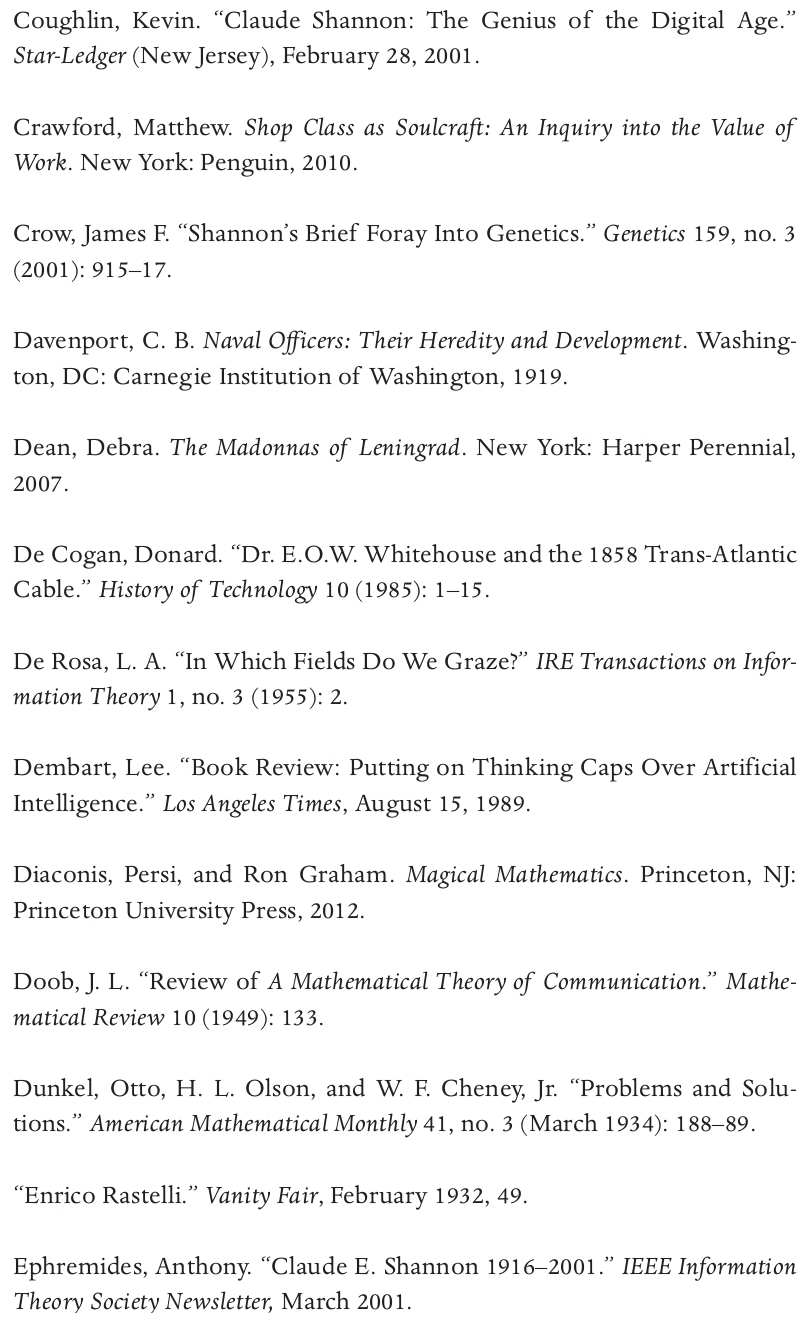 Coughlin, Kevin. “Claude Shannon: The Genius of the Digital Age.”
Star-Ledger (New Jersey), February 28, 2001.
Crawford, Matthew. Shop Class as Soulcraft: An Inquiry into the Value of
Work. New York: Penguin, 2010.
Crow, James F. “Shannon’s Brief Foray Into Genetics.” Genetics 159, no. 3
(2001): 915–17.
Davenport, C. B. Naval Officers: Their Heredity and Development. Washing-
ton, DC: Carnegie Institution of Washington, 1919.
Dean, Debra. The Madonnas of Leningrad. New York: Harper Perennial,
2007.
De Cogan, Donard. “Dr. E.O.W. Whitehouse and the 1858 Trans-Atlantic
Cable.” History of Technology 10 (1985): 1–15.
De Rosa, L. A. “In Which Fields Do We Graze?” IRE Transactions on Infor-
mation Theory 1, no. 3 (1955): 2.
Dembart, Lee. “Book Review: Putting on Thinking Caps Over Artificial
Intelligence.” Los Angeles Times, August 15, 1989.
Diaconis, Persi, and Ron Graham. Magical Mathematics. Princeton, NJ:
Princeton University Press, 2012.
Doob, J. L. “Review of A Mathematical Theory of Communication.” Mathe-
matical Review 10 (1949): 133.
Dunkel, Otto, H. L. Olson, and W. F. Cheney, Jr. “Problems and Solu-
tions.” American Mathematical Monthly 41, no. 3 (March 1934): 188–89.
“Enrico Rastelli.” Vanity Fair, February 1932, 49.
Ephremides, Anthony. “Claude E. Shannon 1916–2001.” IEEE Information
Theory Society Newsletter, March 2001.